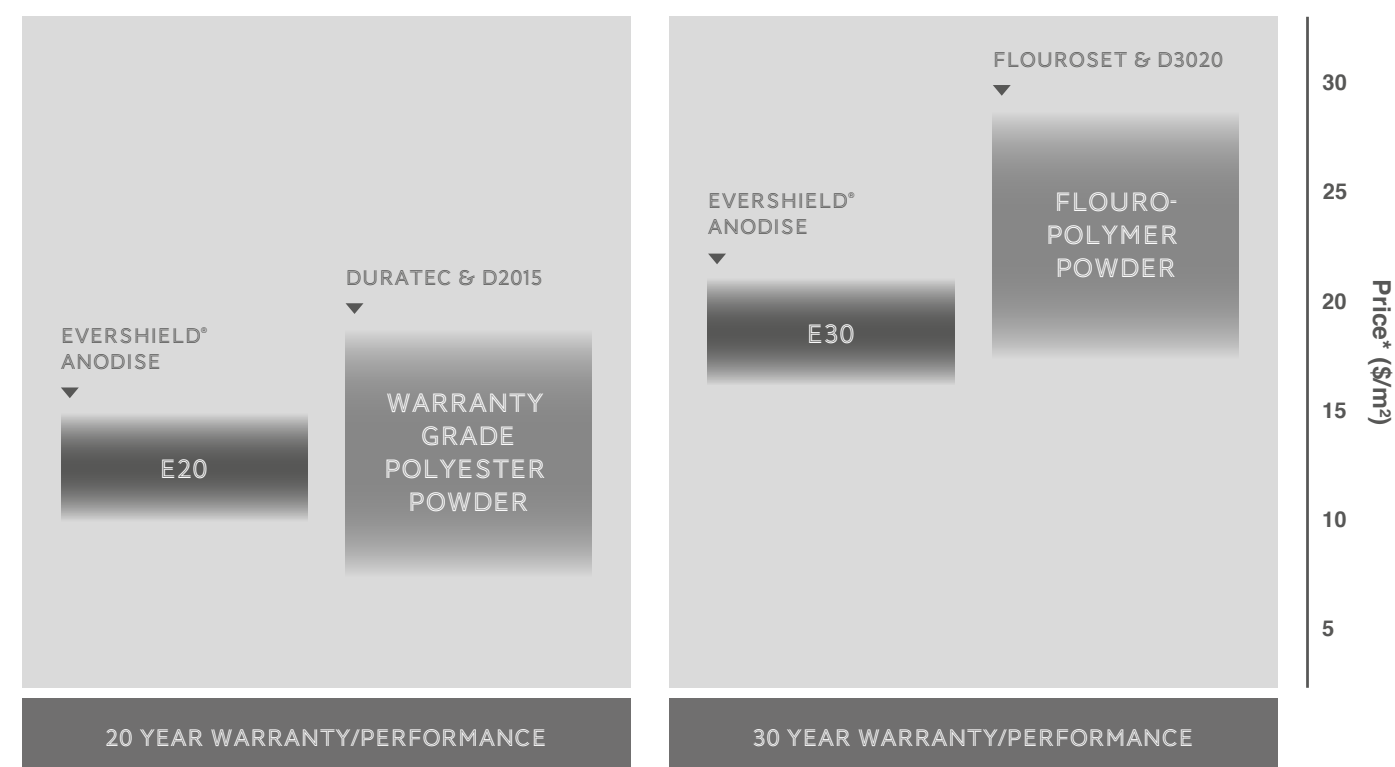 EVERSHIELD®
ANODISE
E20
DURATEC & D2015
WARRANTY
GRADE
POLYESTER
POWDER
20 YEAR WARRANTY/PERFORMANCE
EVERSHIELD®
ANODISE
E30
FLOUROSET & D3020
FLOURO-
POLYMER
POWDER
30 YEAR WARRANTY/PERFORMANCE
30
25
20
15
10
5
Price* ($/m²)